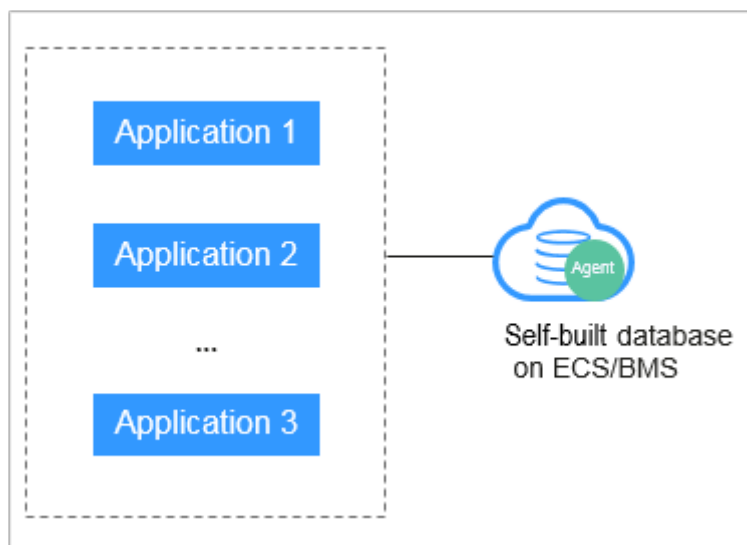 Application 1
Application 2
...
Application 3
Agent
Self-built database
on ECS/BMS